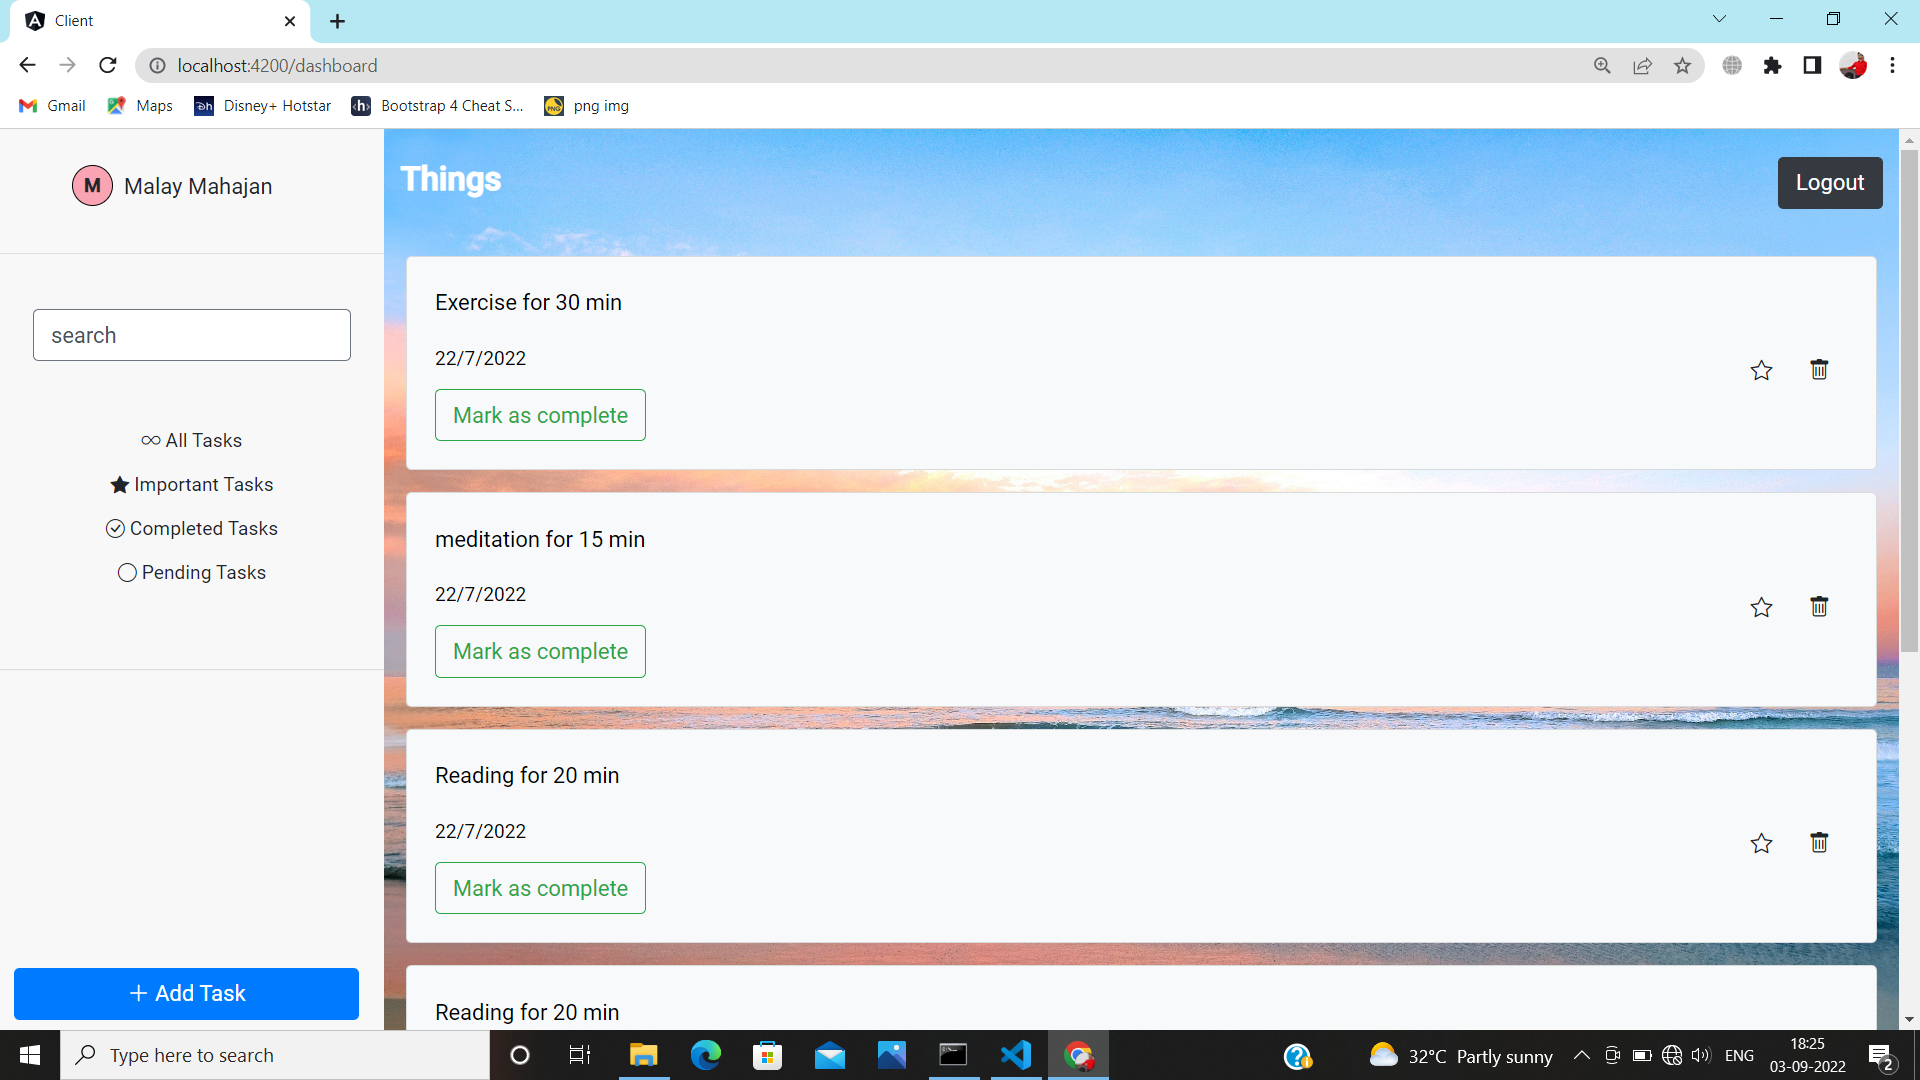 Client
localhost:4200/dashboard
Gmail
Maps
Disney+ Hotstar
Bootstrap 4 Cheat S...
png img
M Malay Mahajan
search
All Tasks
Important Tasks
Completed Tasks
Pending Tasks
+ Add Task
Things
Logout
Exercise for 30 min
22/7/2022
Mark as complete
meditation for 15 min
22/7/2022
Mark as complete
Reading for 20 min
22/7/2022
Mark as complete
Reading for 20 min
Type here to search
32°C Partly sunny
ENG
18:25
03-09-2022
2